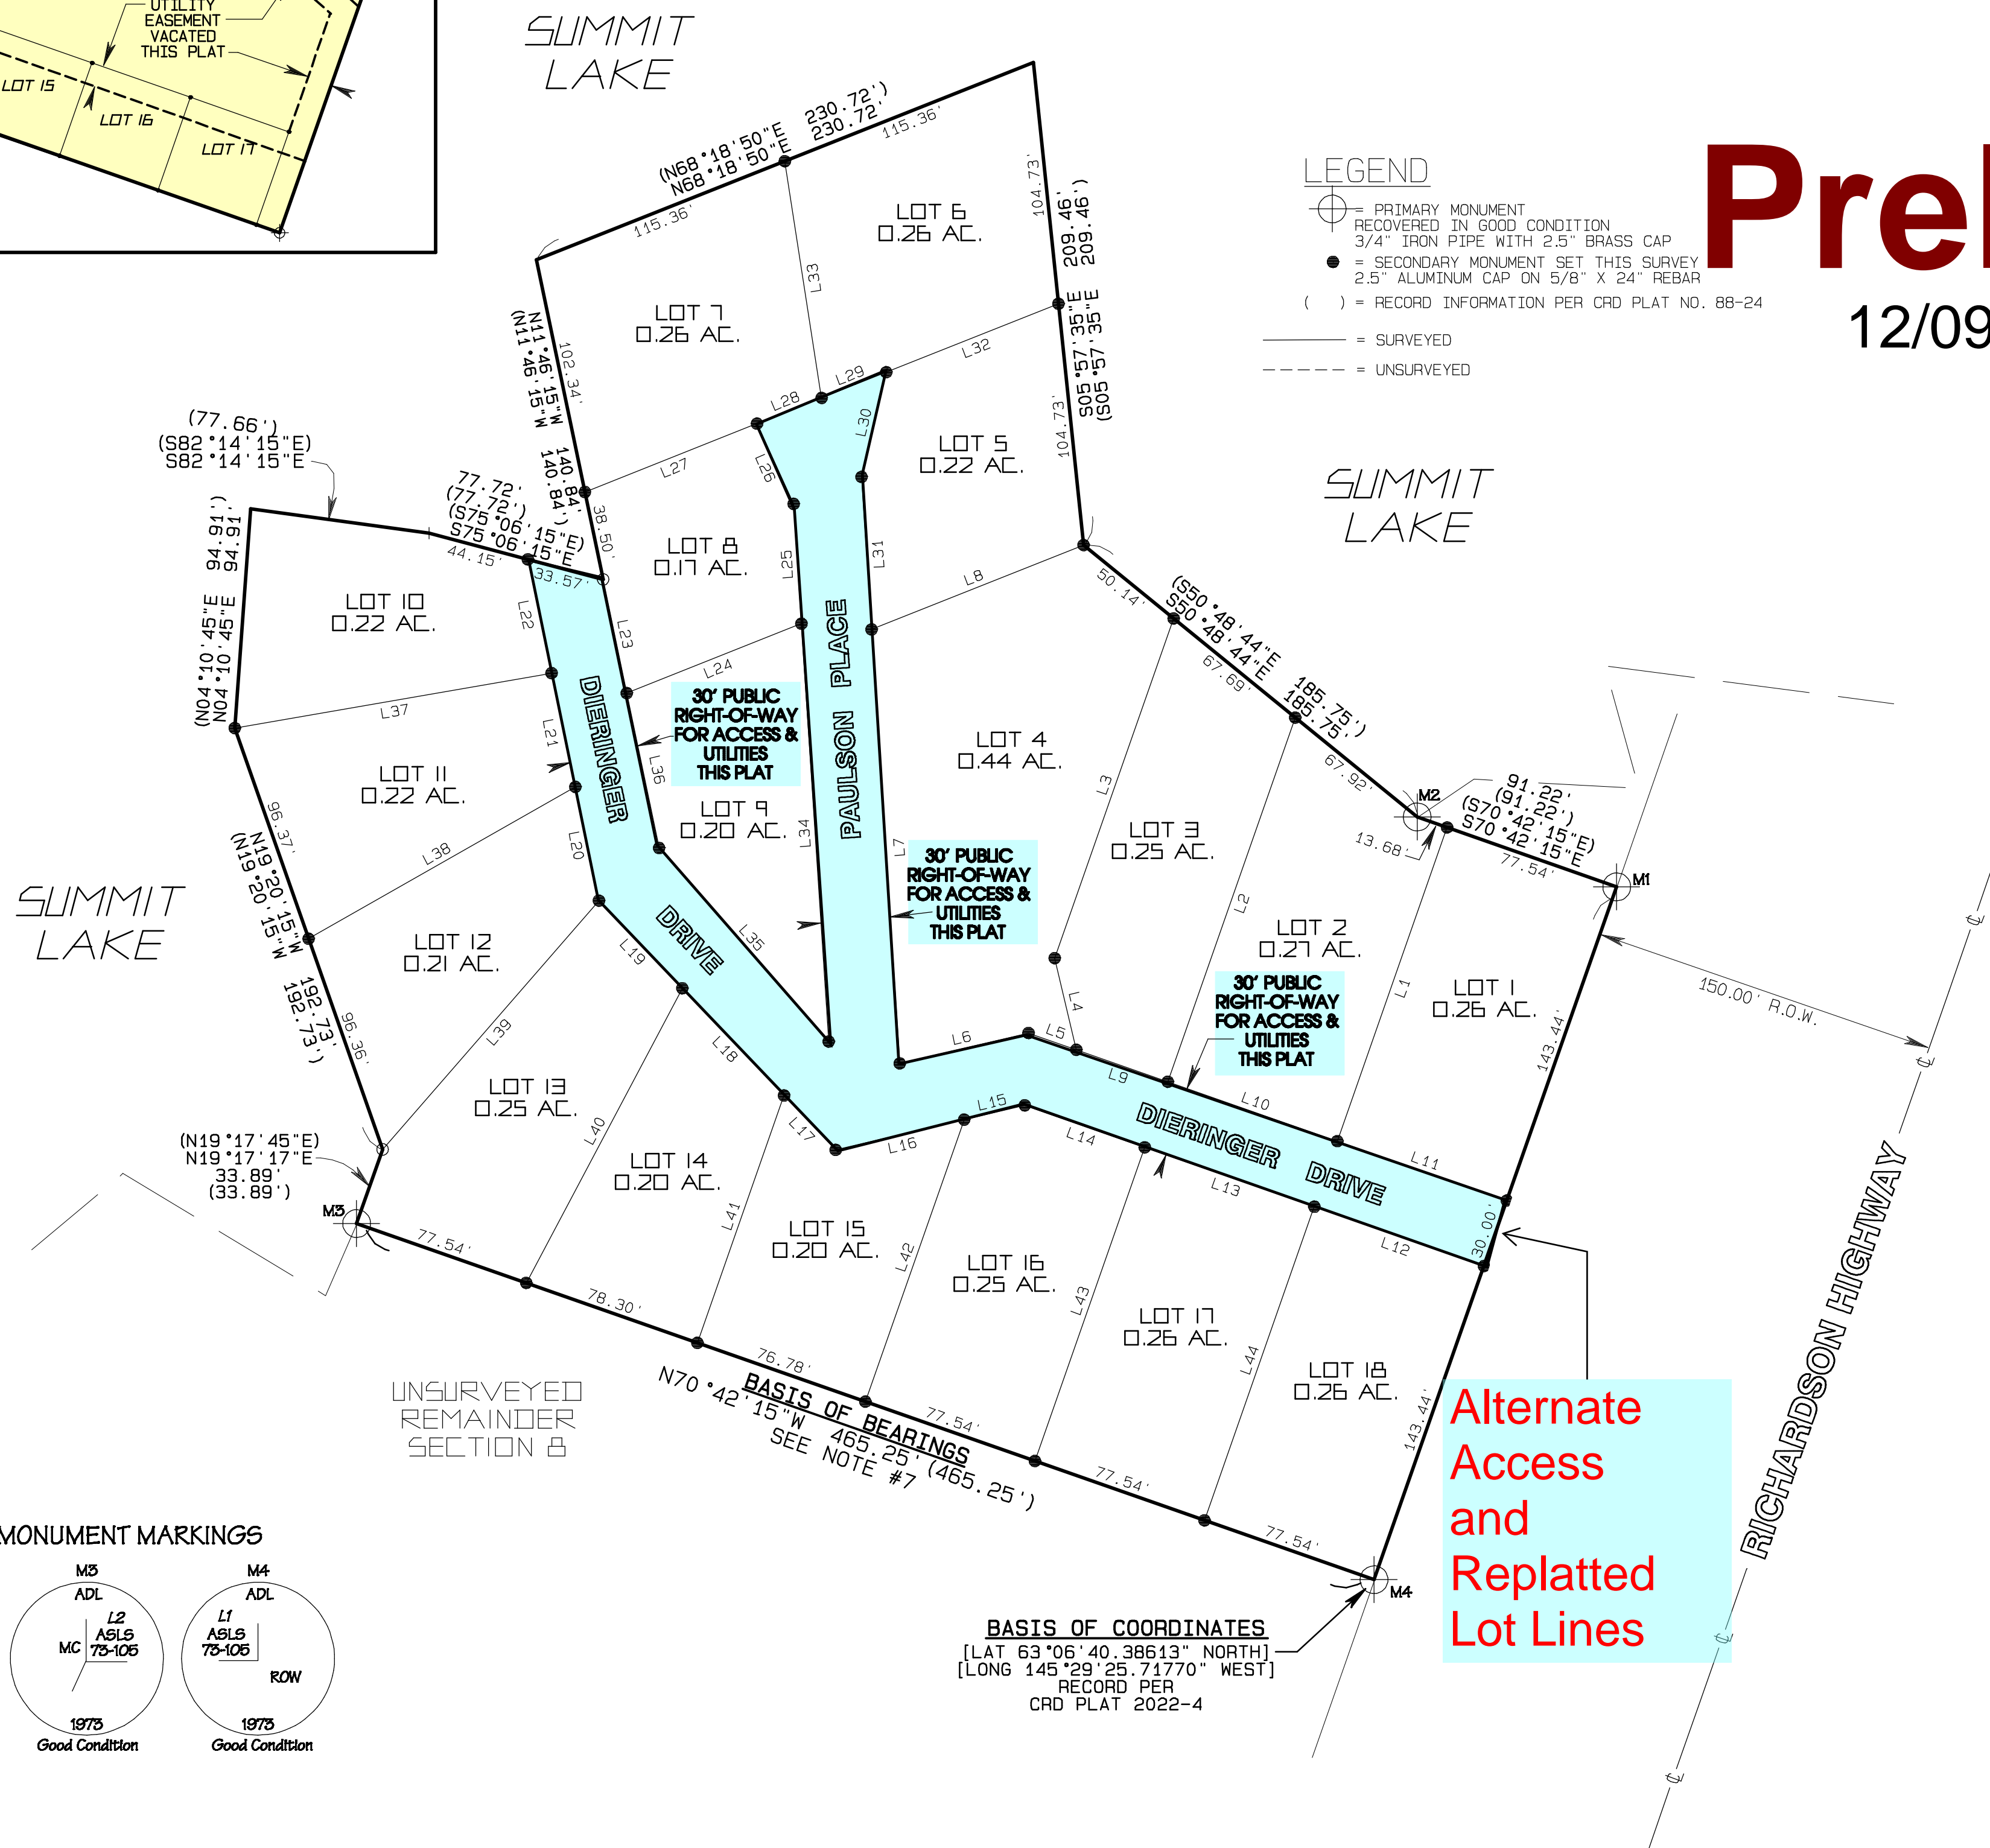 UTILITY
EASEMENT
VACATED
THIS PLAT
LOT 15
LOT 16
LOT 17
SUMMIT
LAKE
(N68°18'50"E 230.72')
N68°18'50"E 230.72'
115.36'
115.36'
LEGEND
= PRIMARY MONUMENT
RECOVERED IN GOOD CONDITION
3/4" IRON PIPE WITH 2.5" BRASS CAP
= SECONDARY MONUMENT SET THIS SURVEY
2.5" ALUMINUM CAP ON 5/8" X 24" REBAR
( ) = RECORD INFORMATION PER CRD PLAT NO. 88-24
= SURVEYED
= UNSURVEYED
12/09
LOT 6
0.26 AC.
LOT 7
0.26 AC.
L33
104.73'
S05°57'35"E 209.46'
(S05°57'35"E 209.46')
104.73'
N11°46'15"W 140.84'
(N11°46'15"W 140.84')
102.34'
38.50'
L32
L29
L28
L30
L27
L26
LOT 5
0.22 AC.
(77.66')
(S82°14'15"E)
S82°14'15"E
77.72'
(77.72')
(S75°06'15"E)
S75°06'15"E
44.15'
33.57'
(N04°10'45"E 94.91')
N04°10'45"E 94.91'
SUMMIT
LAKE
LOT 8
0.17 AC.
L25
L31
L8
LOT 10
0.22 AC.
L22
L23
L24
50.14'
(S50°48'44"E 185.75')
S50°48'44"E 185.75'
67.69'
67.92'
PAULSON PLACE
DIERINGER
DRIVE
30' PUBLIC
RIGHT-OF-WAY
FOR ACCESS &
UTILITIES
THIS PLAT
L37
L21
L36
LOT 4
0.44 AC.
L3
LOT 11
0.22 AC.
LOT 9
0.20 AC.
L34
L7
96.37'
N19°20'15"W 192.73'
(N19°20'15"W 192.73')
96.36'
L38
L20
M2
91.22'
(91.22')
(S70°42'15"E)
S70°42'15"E
13.68'
77.54'
M1
LOT 3
0.25 AC.
30' PUBLIC
RIGHT-OF-WAY
FOR ACCESS &
UTILITIES
THIS PLAT
SUMMIT
LAKE
LOT 12
0.21 AC.
L19
L35
L2
LOT 2
0.27 AC.
30' PUBLIC
RIGHT-OF-WAY
FOR ACCESS &
UTILITIES
THIS PLAT
L1
LOT 1
0.26 AC.
150.00' R.O.W.
L39
L18
L4
L6
L5
L9
L10
L11
143.44'
LOT 13
0.25 AC.
L40
L17
L16
L15
L14
DIERINGER DRIVE
L13
L12
30.00'
(N19°17'45"E)
N19°17'17"E
33.89'
(33.89')
M3
LOT 14
0.20 AC.
L41
LOT 15
0.20 AC.
L42
LOT 16
0.25 AC.
L43
LOT 17
0.26 AC.
L44
LOT 18
0.26 AC.
143.44'
77.54'
78.30'
76.78'
77.54'
77.54'
77.54'
BASIS OF BEARINGS
N70°42'15"W 465.25' (465.25')
SEE NOTE #7
UNSURVEYED
REMAINDER
SECTION 8
RICHARDSON HIGHWAY
Alternate
Access
and
Replatted
Lot Lines
M4
BASIS OF COORDINATES
[LAT 63°06'40.38613" NORTH]
[LONG 145°29'25.71770" WEST]
RECORD PER
CRD PLAT 2022-4
MONUMENT MARKINGS
M3
ADL
L2
ASLS
MC 73-105
1973
Good Condition
M4
ADL
L1
ASLS
73-105
ROW
1973
Good Condition